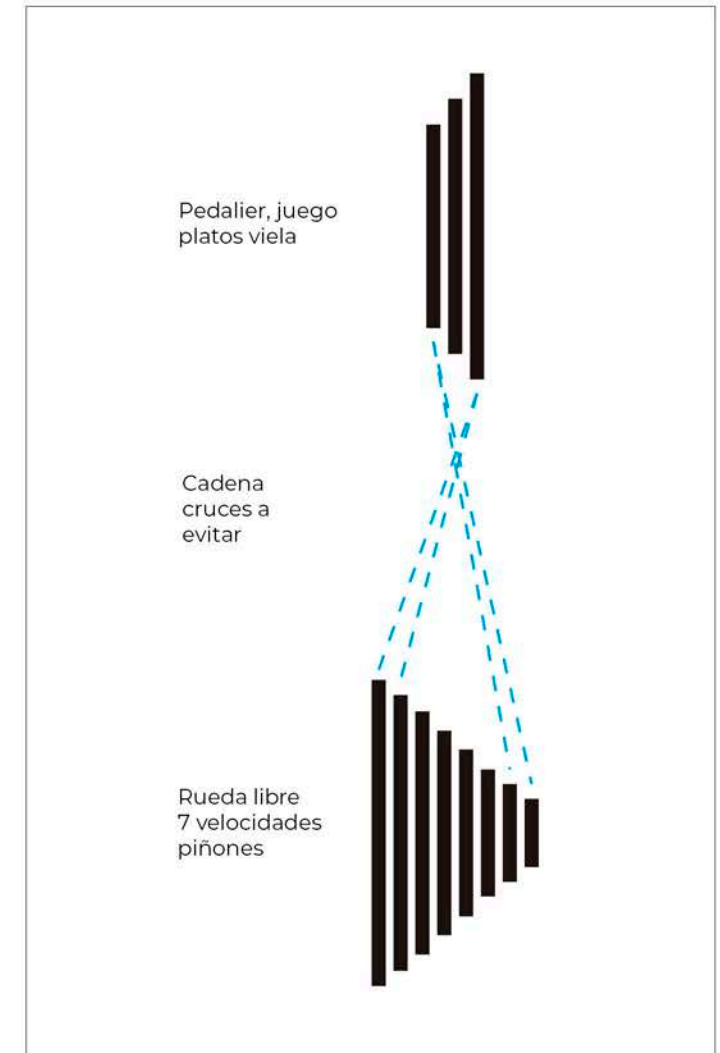 Pedalier, juego
platos viela
Cadena
cruces a
evitar
Rueda libre
7 velocidades
piñones